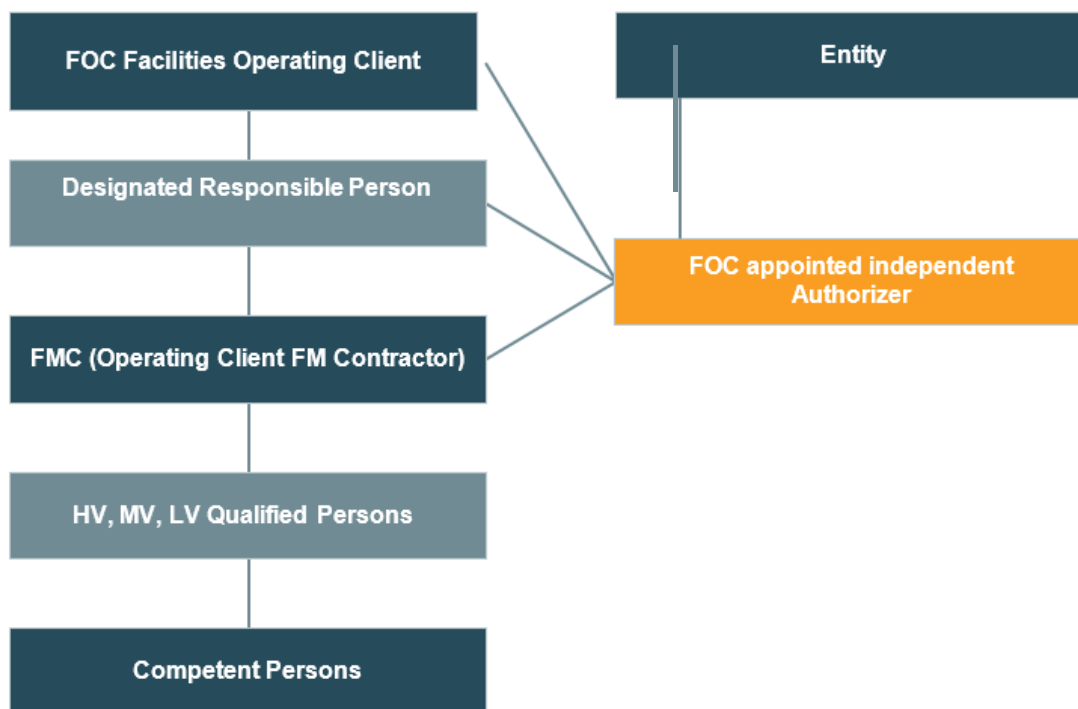 FOC Facilities Operating Client
Entity
Designated Responsible Person
FOC appointed independent
Authorizer
FMC (Operating Client FM Contractor)
HV, MV, LV Qualified Persons
Competent Persons